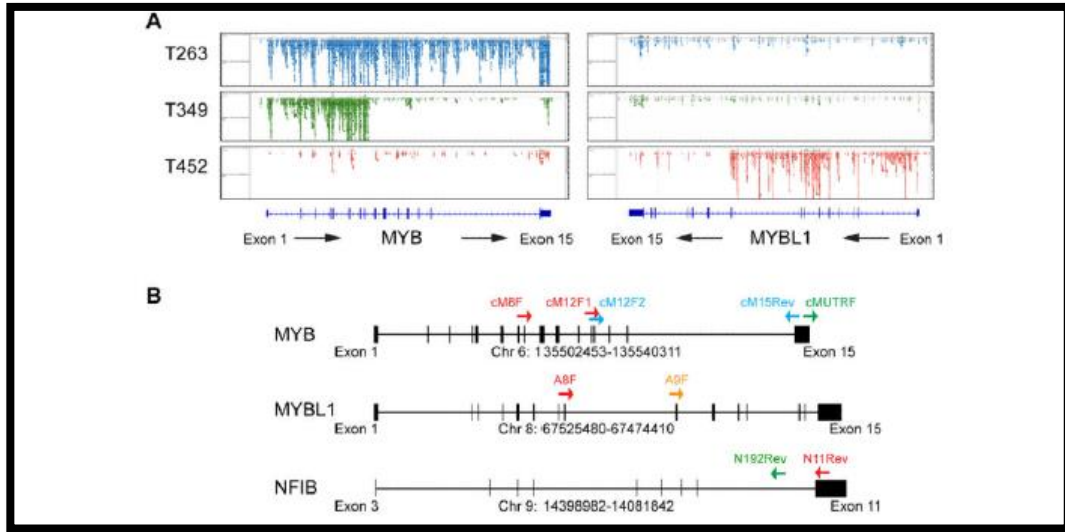 A
T263
T349
T452
Exon 1 MYB Exon 15 Exon 15 MYBL1 Exon 1
B
cM8F cM12F1 cM12F2 cM15Rev cMUTRF
MYB
Exon 1 Chr 6: 135502453-135540311 Exon 15
A8F A9F
MYBL1
Exon 1 Chr 8: 67525480-67474410 Exon 15
N192Rev N11Rev
NFIB
Exon 3 Chr 9: 14398982-14081842 Exon 11